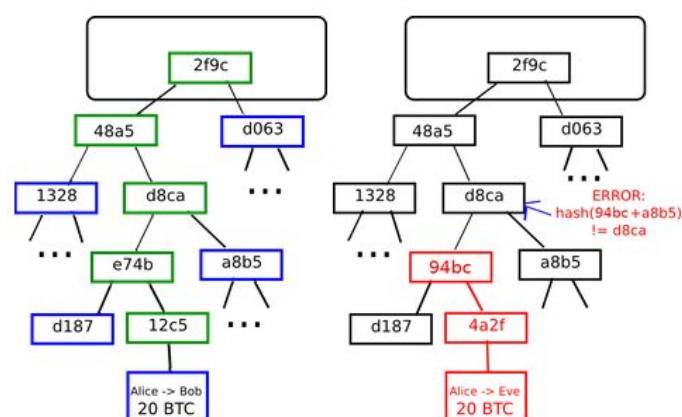 2f9c
48a5
d063
1328
d8ca
...
...
e74b
a8b5
d187
12c5
...
Alice -> Bob
20 BTC
2f9c
48a5
d063
...
1328
d8ca
ERROR:
hash(94bc+a8b5)
!= d8ca
...
94bc
a8b5
d187
4a2f
Alice -> Eve
20 BTC